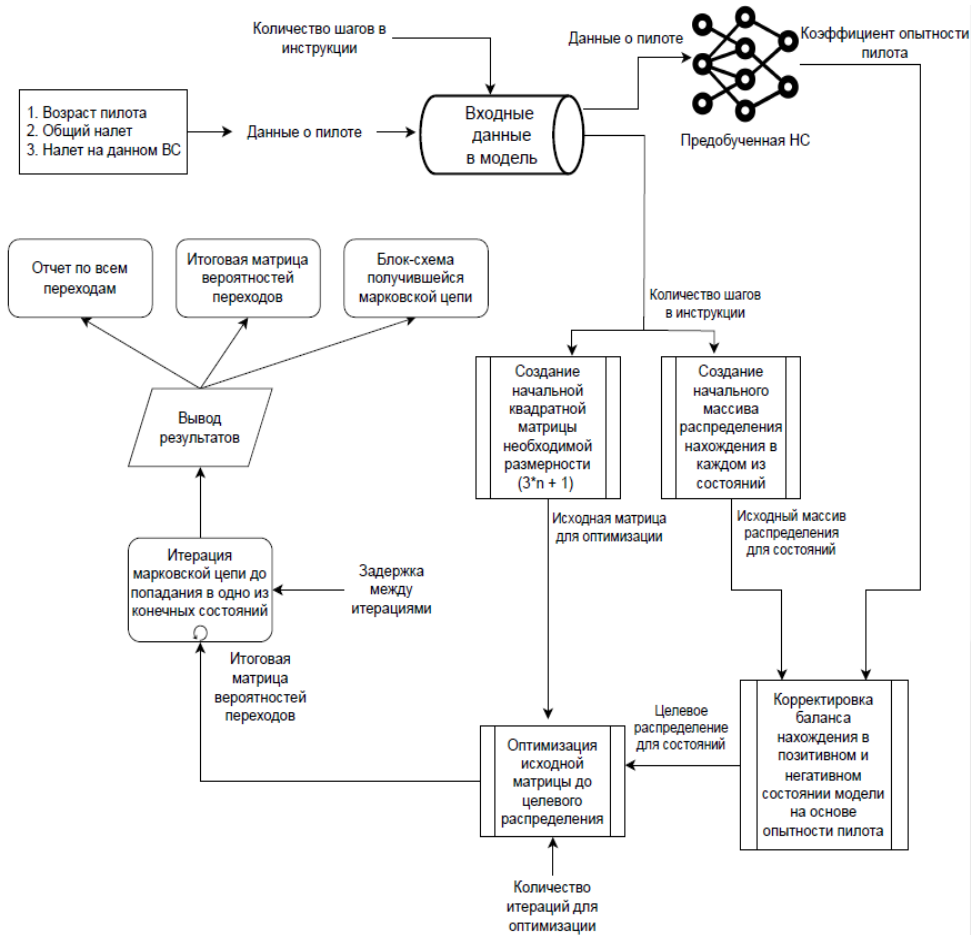 Количество шагов в
инструкции
Данные о пилоте
Коэффициент опытности
пилота
1. Возраст пилота
2. Общий налет
3. Налет на данном ВС
Данные о пилоте
Входные
данные
в модель
Предобученная НС
Отчет по всем
переходам
Итоговая матрица
вероятностей
переходов
Блок-схема
получившейся
марковской цепи
Количество шагов
в инструкции
Создание
начальной
квадратной
матрицы
необходимой
размерности
(3*n + 1)
Создание
начального
массива
распределения
нахождения в
каждом из
состояний
Вывод
результатов
Исходная матрица
для оптимизации
Исходный массив
распределения
для состояний
Итерация
марковской цепи до
попадания в одно из
конечных состояний
Задержка
между
итерациями
Итоговая
матрица
вероятностей
переходов
Целевое
распределение
для состояний
Корректировка
баланса
нахождения в
позитивном и
негативном
состоянии модели
на основе
опытности пилота
Оптимизация
исходной
матрицы до
целевого
распределения
Количество
итераций для
оптимизации